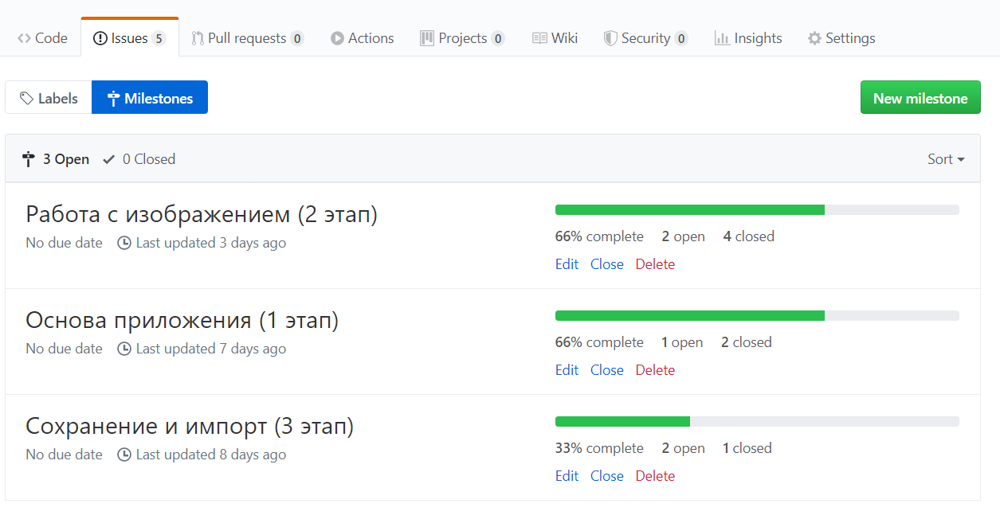 Code Issues 5 Pull requests 0 Actions Projects 0 Wiki Security 0 Insights Settings
Labels Milestones New milestone
3 Open 0 Closed Sort
Работа с изображением (2 этап)
No due date Last updated 3 days ago
66% complete 2 open 4 closed
Edit Close Delete
Основа приложения (1 этап)
No due date Last updated 7 days ago
66% complete 1 open 2 closed
Edit Close Delete
Сохранение и импорт (3 этап)
No due date Last updated 8 days ago
33% complete 2 open 1 closed
Edit Close Delete